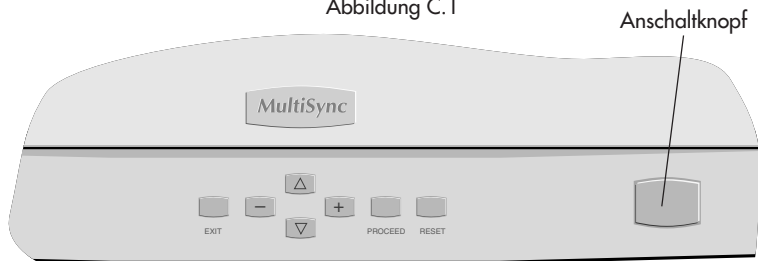 Abbildung C.1
Anschaltknopf
MultiSync
− +
EXIT PROCEED RESET